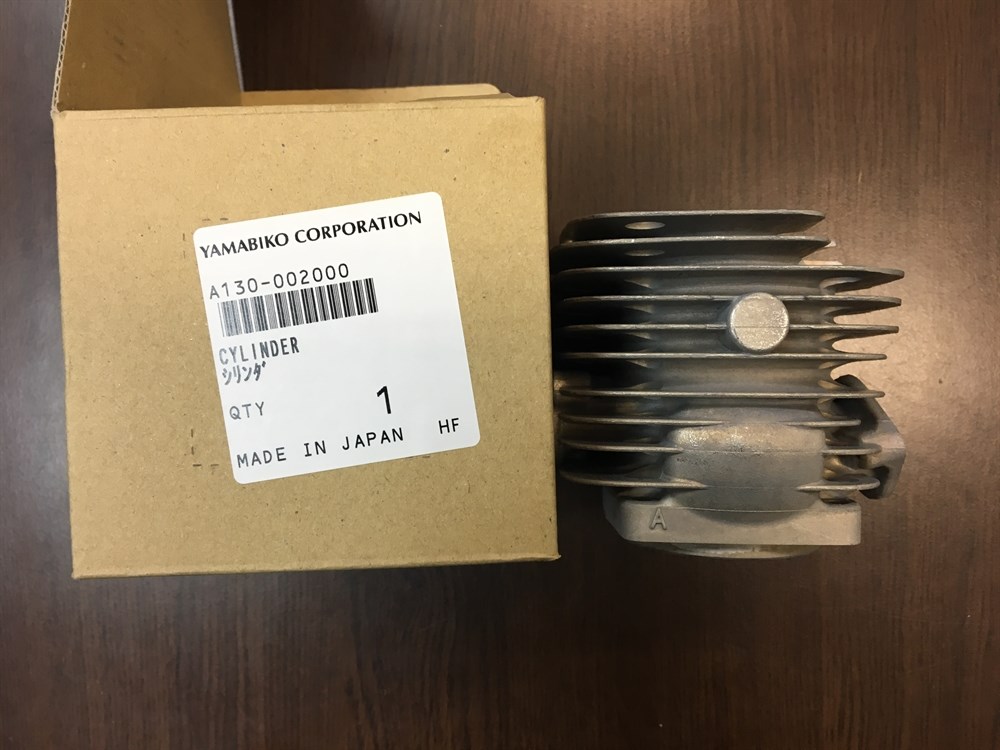 YAMABIKO CORPORATION
A130-002000
CYLINDER
シリンダ
QTY 1
MADE IN JAPAN HF
A